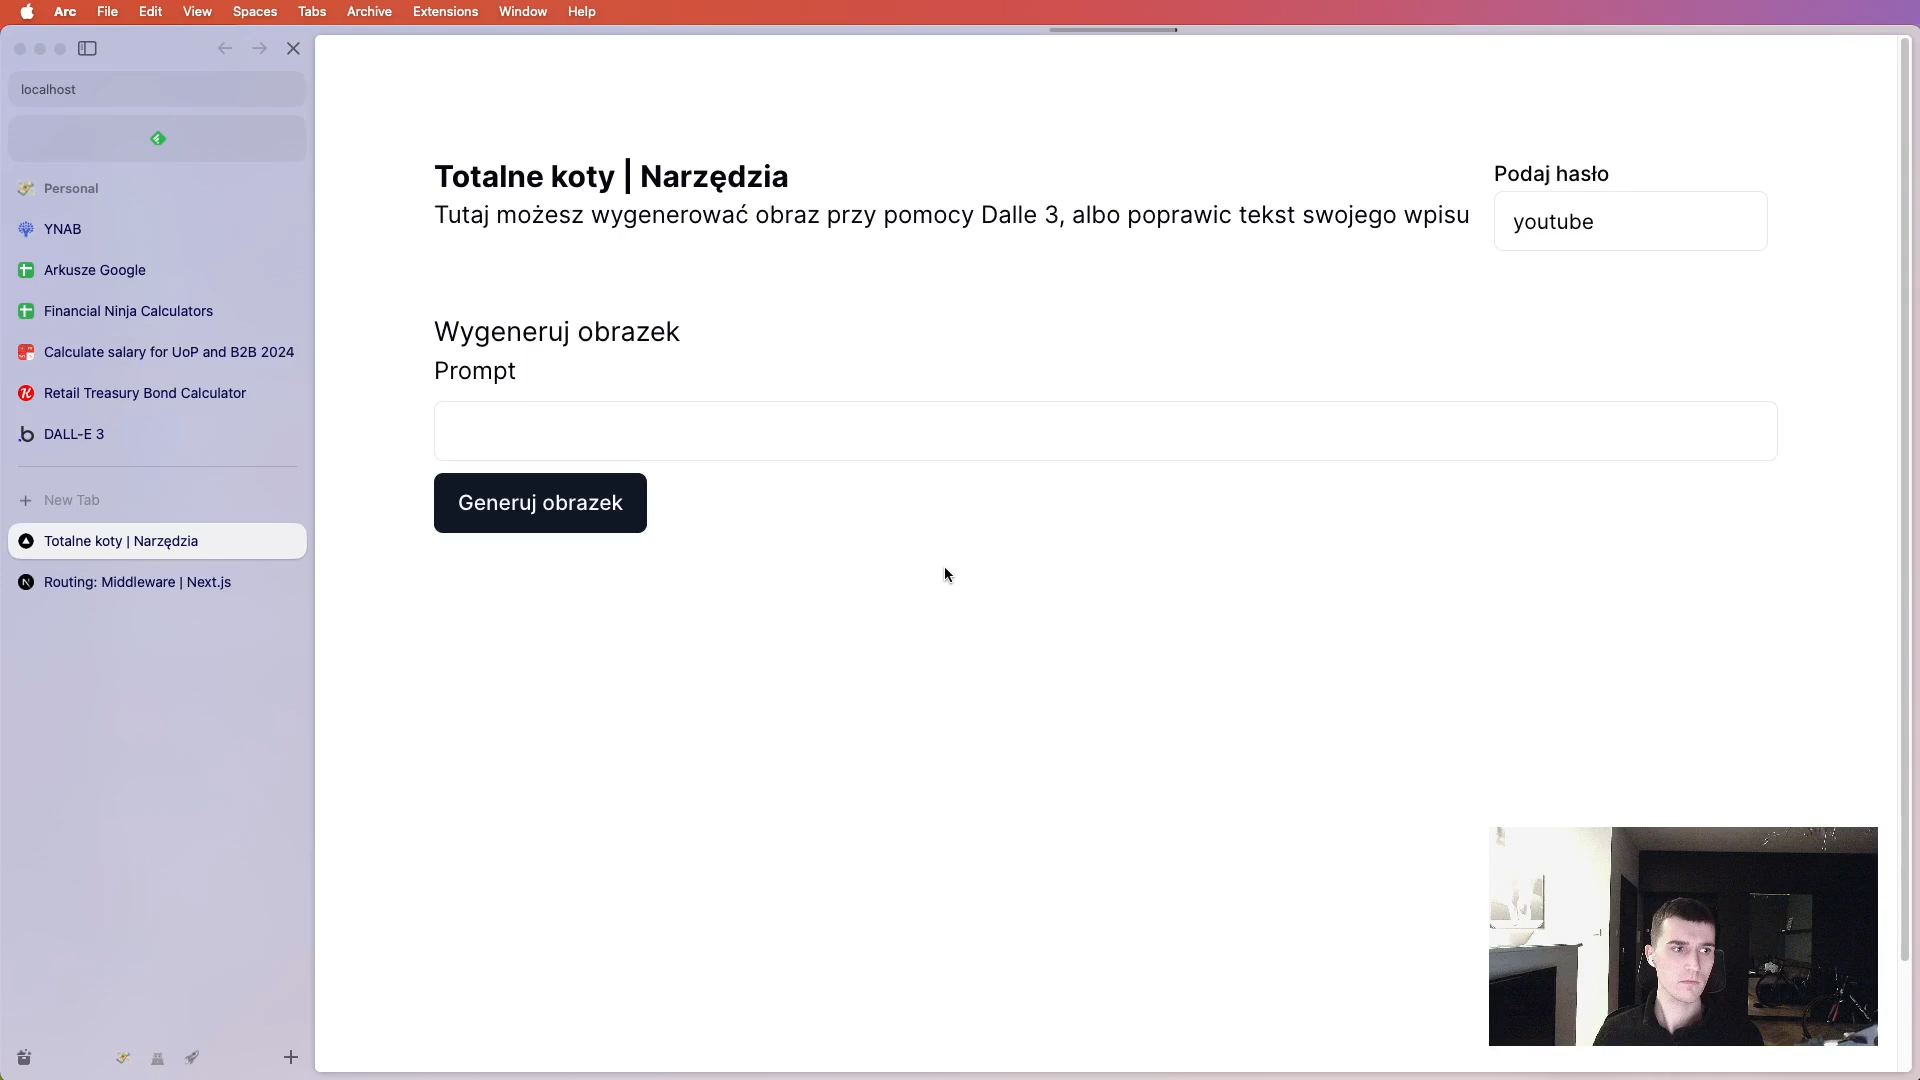 Arc File Edit View Spaces Tabs Archive Extensions Window Help
localhost
Personal
YNAB
Arkusze Google
Financial Ninja Calculators
Calculate salary for UoP and B2B 2024
Retail Treasury Bond Calculator
DALL-E 3
New Tab
Totalne koty | Narzędzia
Routing: Middleware | Next.js
Totalne koty | Narzędzia
Tutaj możesz wygenerować obraz przy pomocy Dalle 3, albo poprawic tekst swojego wpisu
Podaj hasło
youtube
Wygeneruj obrazek
Prompt
Generuj obrazek